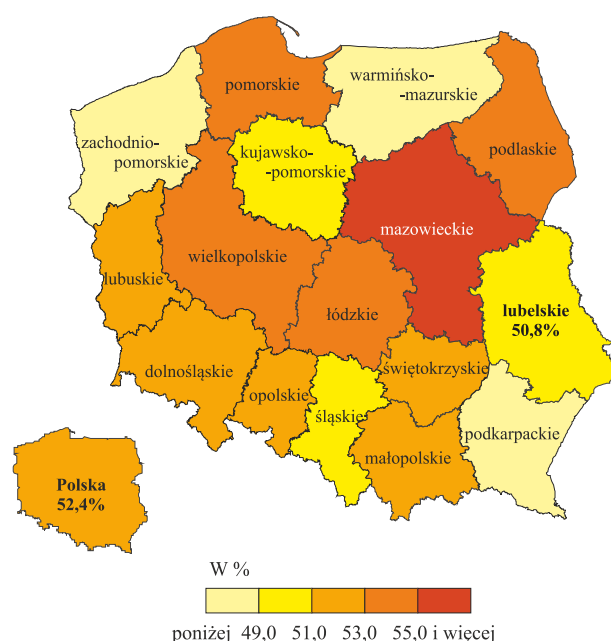 pomorskie
warmińsko-
-mazurskie
zachodnio-
pomorskie
kujawsko-
-pomorskie
podlaskie
mazowieckie
wielkopolskie
lubuskie
łódzkie
lubelskie
50,8%
dolnośląskie
opolskie
śląskie
świętokrzyskie
małopolskie
podkarpackie
Polska
52,4%
W %
poniżej 49,0 51,0 53,0 55,0 i więcej